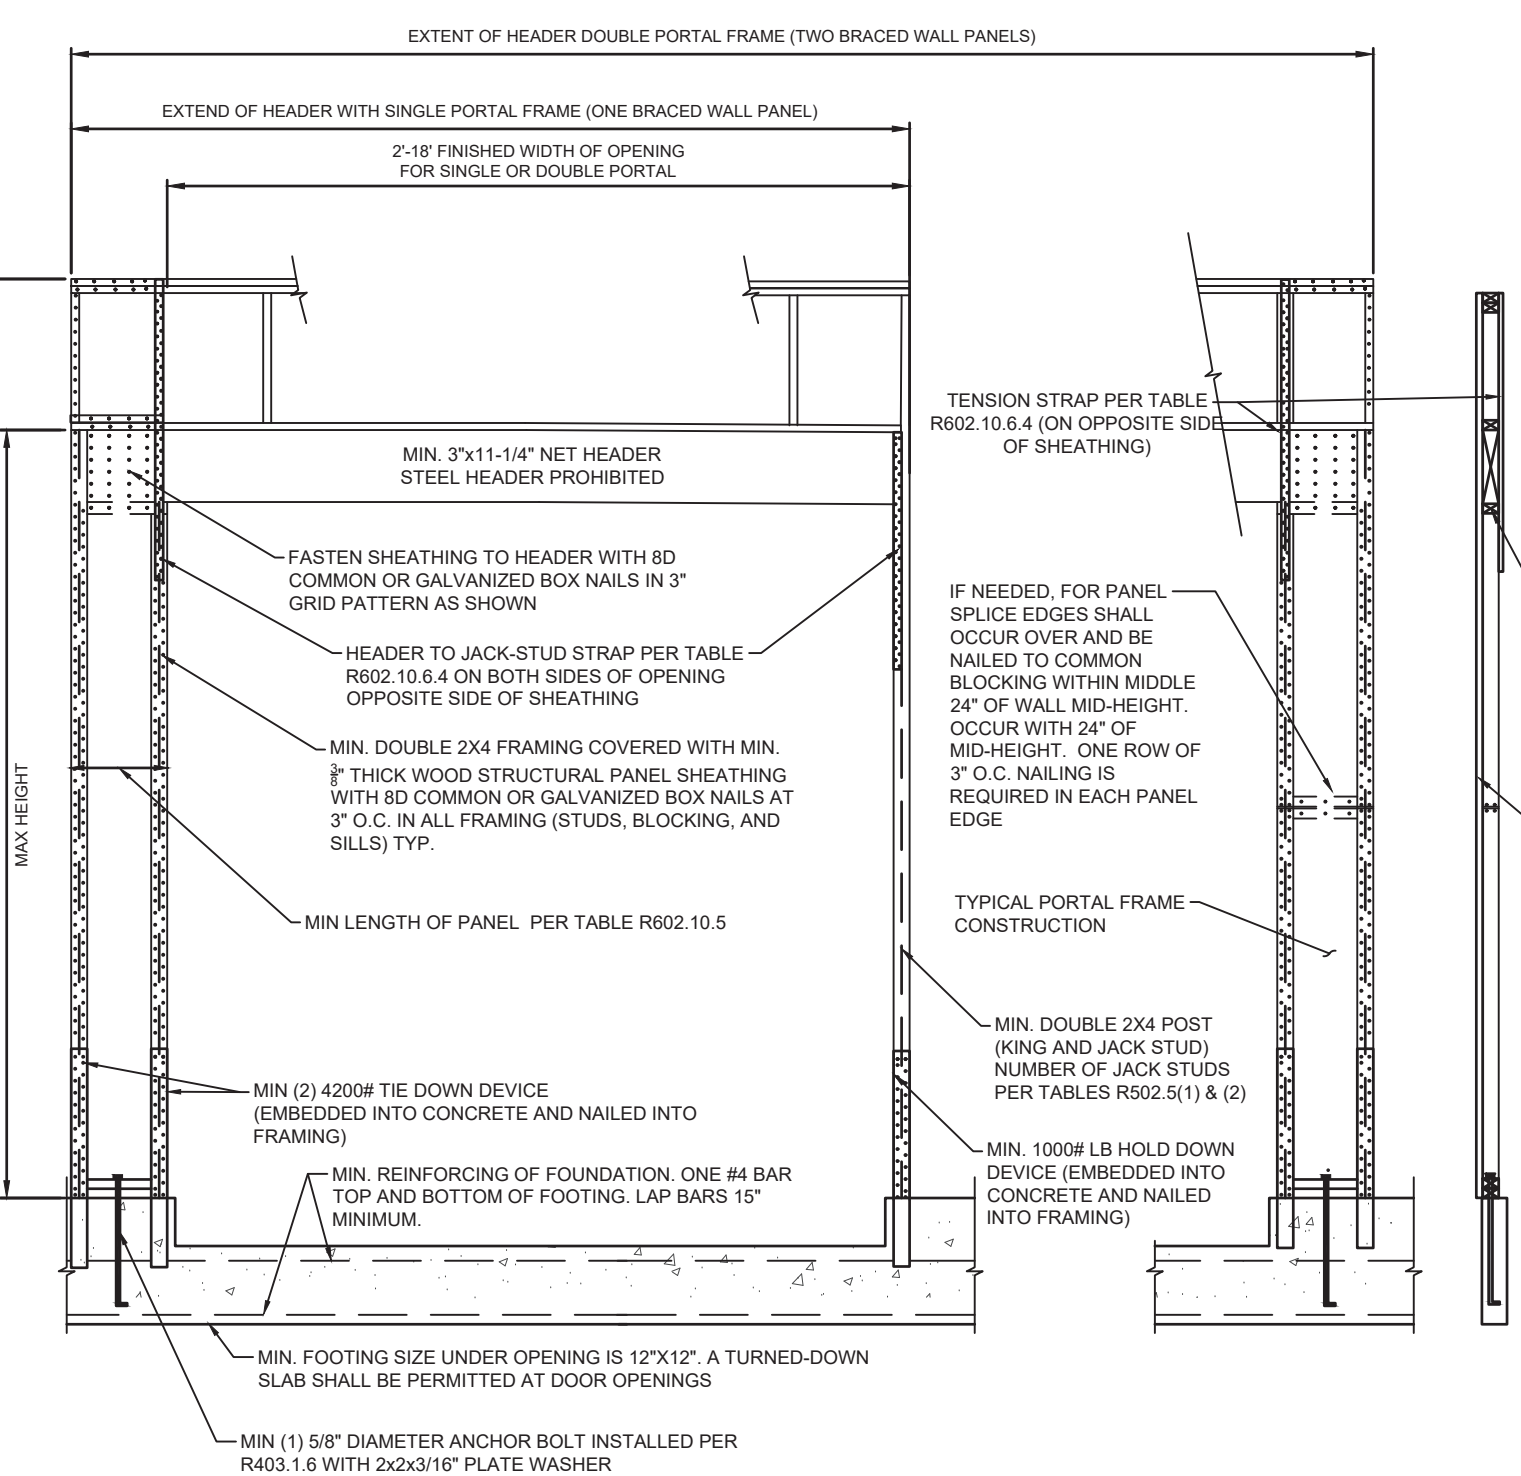 EXTENT OF HEADER DOUBLE PORTAL FRAME (TWO BRACED WALL PANELS)
EXTEND OF HEADER WITH SINGLE PORTAL FRAME (ONE BRACED WALL PANEL)
2'-18' FINISHED WIDTH OF OPENING
FOR SINGLE OR DOUBLE PORTAL
TENSION STRAP PER TABLE
R602.10.6.4 (ON OPPOSITE SIDE
OF SHEATHING)
MIN. 3"x11-1/4" NET HEADER
STEEL HEADER PROHIBITED
FASTEN SHEATHING TO HEADER WITH 8D
COMMON OR GALVANIZED BOX NAILS IN 3"
GRID PATTERN AS SHOWN
HEADER TO JACK-STUD STRAP PER TABLE
R602.10.6.4 ON BOTH SIDES OF OPENING
OPPOSITE SIDE OF SHEATHING
IF NEEDED, FOR PANEL
SPLICE EDGES SHALL
OCCUR OVER AND BE
NAILED TO COMMON
BLOCKING WITHIN MIDDLE
24" OF WALL MID-HEIGHT.
OCCUR WITH 24" OF
MID-HEIGHT. ONE ROW OF
3" O.C. NAILING IS
REQUIRED IN EACH PANEL
EDGE
MIN. DOUBLE 2X4 FRAMING COVERED WITH MIN.
3/8" THICK WOOD STRUCTURAL PANEL SHEATHING
WITH 8D COMMON OR GALVANIZED BOX NAILS AT
3" O.C. IN ALL FRAMING (STUDS, BLOCKING, AND
SILLS) TYP.
MAX HEIGHT
MIN LENGTH OF PANEL PER TABLE R602.10.5
TYPICAL PORTAL FRAME
CONSTRUCTION
MIN. DOUBLE 2X4 POST
(KING AND JACK STUD)
NUMBER OF JACK STUDS
PER TABLES R502.5(1) & (2)
MIN (2) 4200# TIE DOWN DEVICE
(EMBEDDED INTO CONCRETE AND NAILED INTO
FRAMING)
MIN. 1000# LB HOLD DOWN
DEVICE (EMBEDDED INTO
CONCRETE AND NAILED
INTO FRAMING)
MIN. REINFORCING OF FOUNDATION. ONE #4 BAR
TOP AND BOTTOM OF FOOTING. LAP BARS 15"
MINIMUM.
MIN. FOOTING SIZE UNDER OPENING IS 12"X12". A TURNED-DOWN
SLAB SHALL BE PERMITTED AT DOOR OPENINGS
MIN (1) 5/8" DIAMETER ANCHOR BOLT INSTALLED PER
R403.1.6 WITH 2x2x3/16" PLATE WASHER